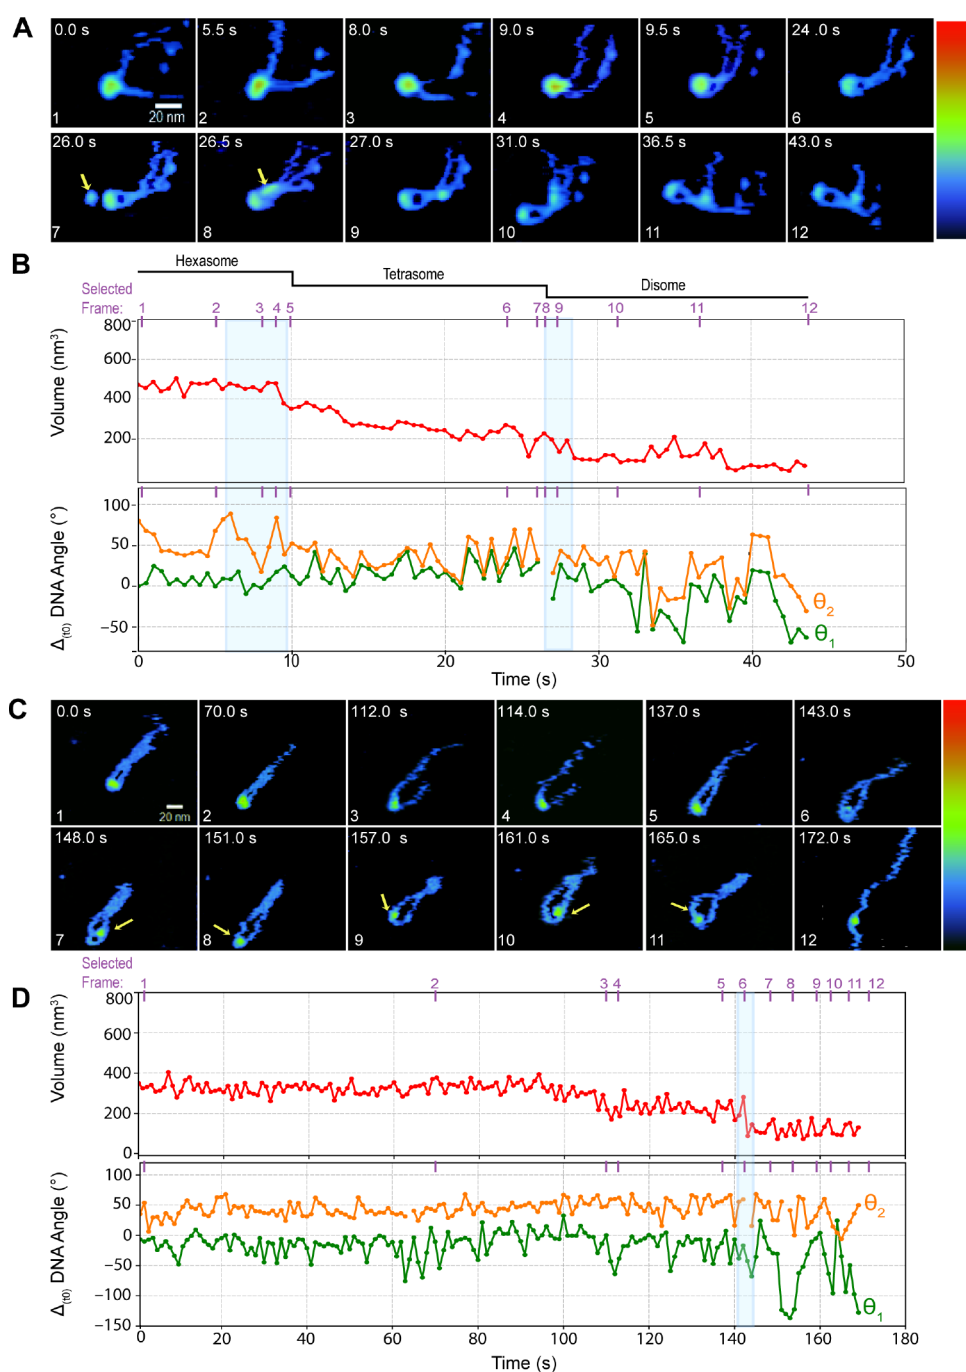 A
0.0 s
5.5 s
8.0 s
9.0 s
9.5 s
24 .0 s
20 nm
1
2
3
4
5
6
26.0 s
26.5 s
27.0 s
31.0 s
36.5 s
43.0 s
7
8
9
10
11
12
B
Hexasome
Tetrasome
Disome
Selected
Frame: 1 2 3 4 5 6 7 8 9 10 11 12
800
600
400
200
Volume (nm³)
100
50
0
−50
Δ(t0) DNA Angle (°)
θ2
θ1
0 10 20 30 40 50
Time (s)
C
0.0 s
70.0 s
112.0 s
114.0 s
137.0 s
143.0 s
20 nm
1
2
3
4
5
6
148.0 s
151.0 s
157.0 s
161.0 s
165.0 s
172.0 s
7
8
9
10
11
12
Selected
Frame: 1 2 3 4 5 6 7 8 9 10 11 12
D
800
600
400
200
0
Volume (nm³)
100
50
0
−50
−100
−150
Δ(t0) DNA Angle (°)
θ2
θ1
0 20 40 60 80 100 120 140 160 180
Time (s)